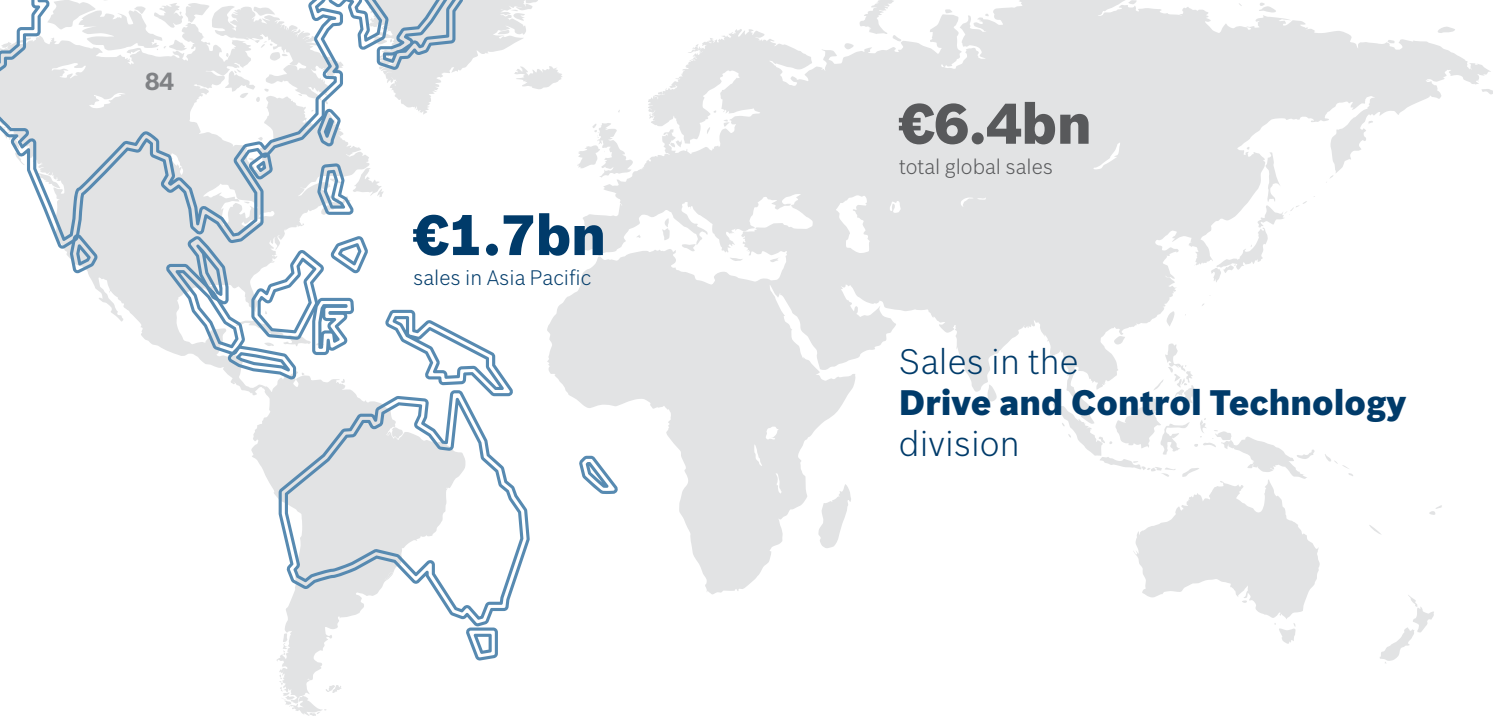 84
€6.4bn
total global sales
€1.7bn
sales in Asia Pacific
Sales in the
Drive and Control Technology
division